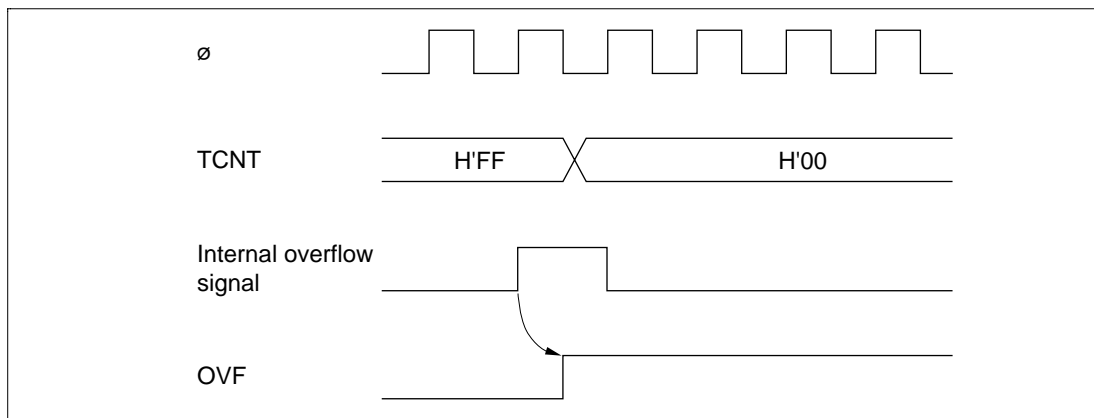 ø
TCNT
H'FF
H'00
Internal overflow
signal
OVF